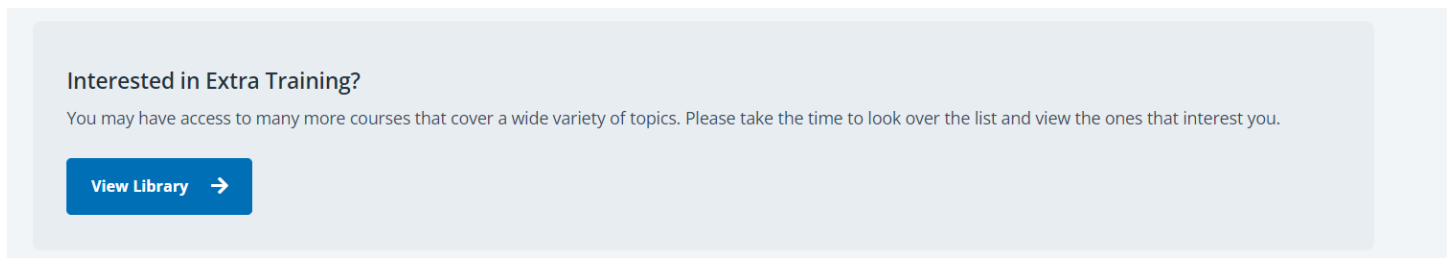 Interested in Extra Training?
You may have access to many more courses that cover a wide variety of topics. Please take the time to look over the list and view the ones that interest you.
View Library